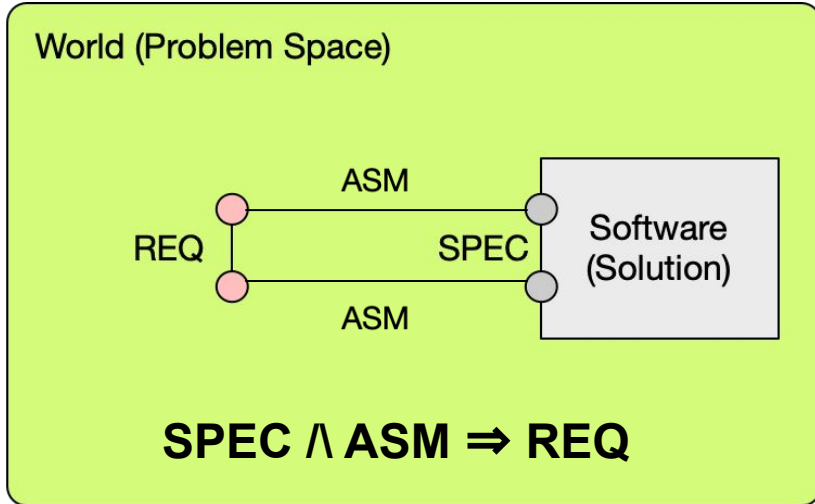 World (Problem Space)
ASM
REQ
SPEC
Software
(Solution)
ASM
SPEC /\ ASM ⇒ REQ